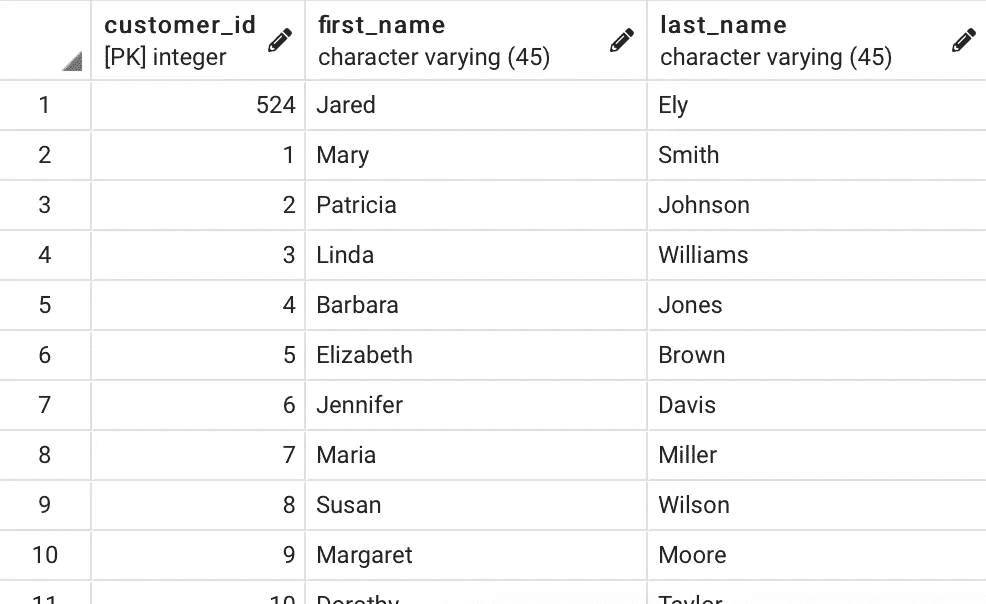 customer_id first_name last_name
[PK] integer character varying (45) character varying (45)
1 524 Jared Ely
2 1 Mary Smith
3 2 Patricia Johnson
4 3 Linda Williams
5 4 Barbara Jones
6 5 Elizabeth Brown
7 6 Jennifer Davis
8 7 Maria Miller
9 8 Susan Wilson
10 9 Margaret Moore
11 10 Dorothy Taylor